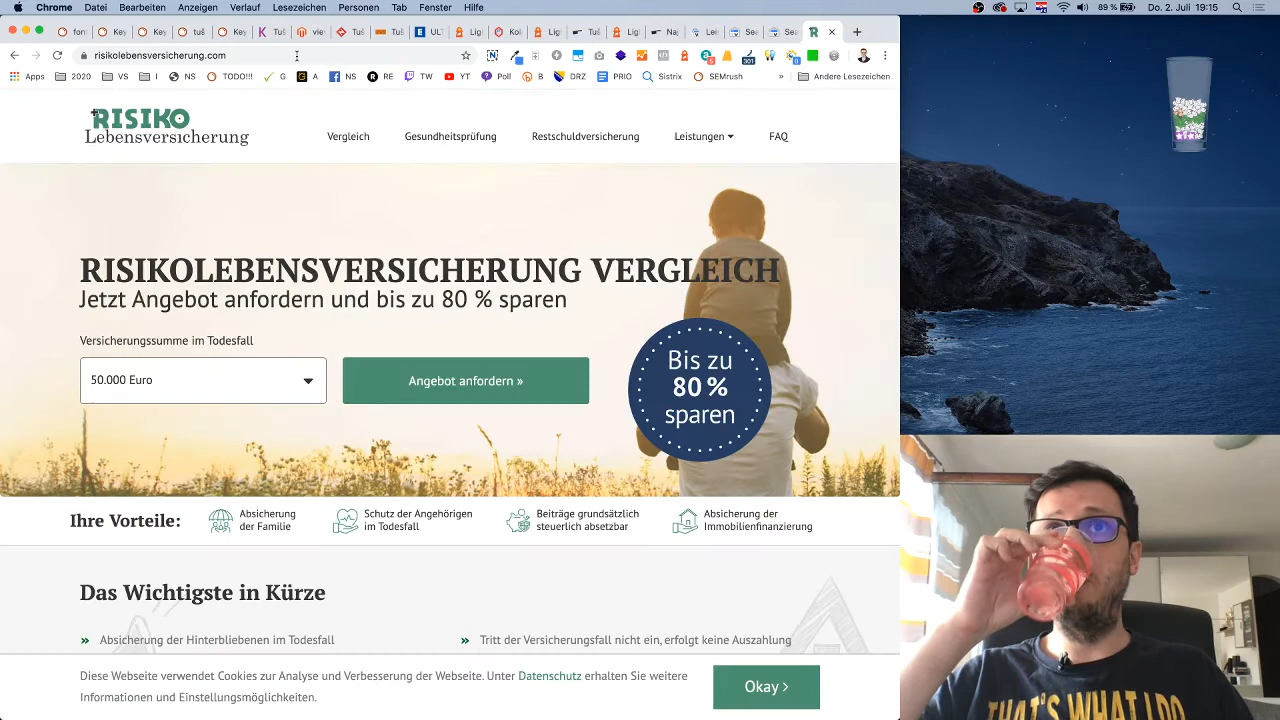 Chrome Datei Bearbeiten Anzeigen Verlauf Lesezeichen Personen Tab Fenster Hilfe
89 % Do. 2. Juli 19:15
risikolebensversicherung.com
Apps 2020 VS I NS TODO!!! G A NS RE TW YT Poll B DRZ PRIO Sistrix SEMrush » Andere Lesezeichen
RISIKO
Lebensversicherung
Vergleich Gesundheitsprüfung Restschuldversicherung Leistungen FAQ
RISIKOLEBENSVERSICHERUNG VERGLEICH
Jetzt Angebot anfordern und bis zu 80 % sparen
Versicherungssumme im Todesfall
50.000 Euro
Angebot anfordern »
Bis zu
80 %
sparen
Ihre Vorteile:
Absicherung
der Familie
Schutz der Angehörigen
im Todesfall
Beiträge grundsätzlich
steuerlich absetzbar
Absicherung der
Immobilienfinanzierung
Das Wichtigste in Kürze
» Absicherung der Hinterbliebenen im Todesfall
» Tritt der Versicherungsfall nicht ein, erfolgt keine Auszahlung
Diese Webseite verwendet Cookies zur Analyse und Verbesserung der Webseite. Unter Datenschutz erhalten Sie weitere
Informationen und Einstellungsmöglichkeiten.
Okay >
THAT'S WHAT I DO